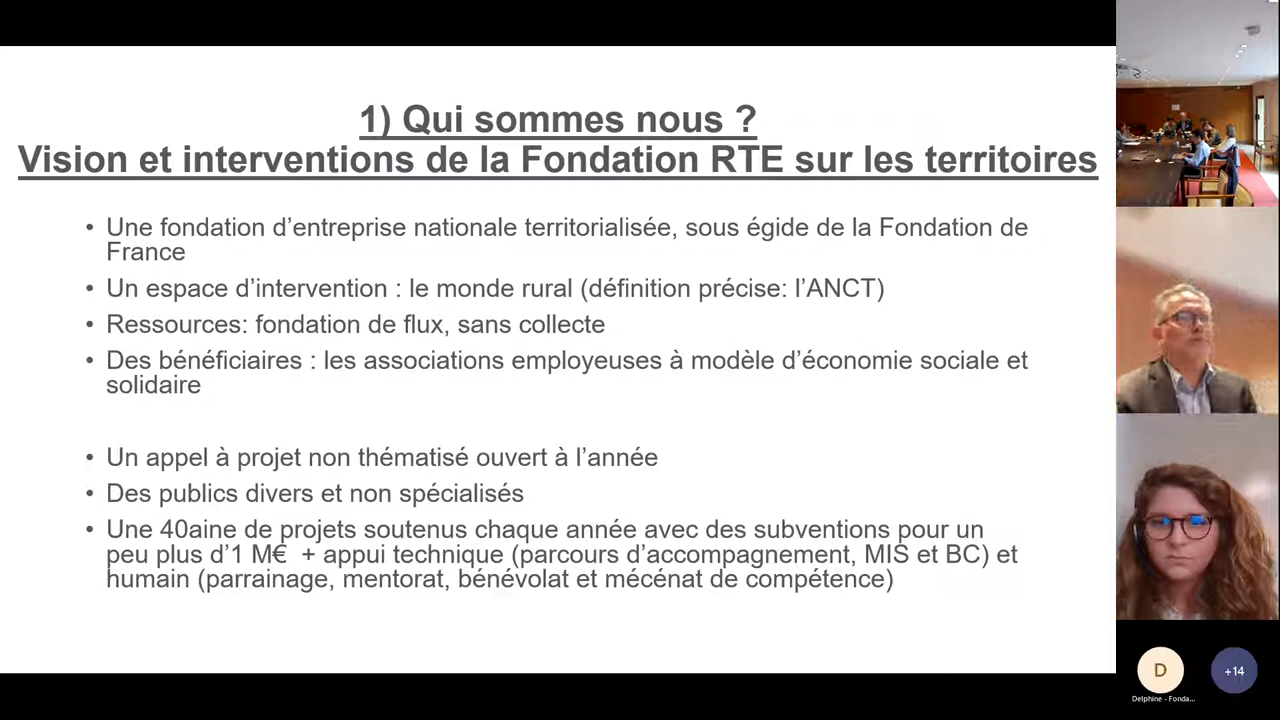 1) Qui sommes nous ?
Vision et interventions de la Fondation RTE sur les territoires
• Une fondation d’entreprise nationale territorialisée, sous égide de la Fondation de
France
• Un espace d’intervention : le monde rural (définition précise: l’ANCT)
• Ressources: fondation de flux, sans collecte
• Des bénéficiaires : les associations employeuses à modèle d’économie sociale et
solidaire
• Un appel à projet non thématisé ouvert à l’année
• Des publics divers et non spécialisés
• Une 40aine de projets soutenus chaque année avec des subventions pour un
peu plus d’1 M€ + appui technique (parcours d’accompagnement, MIS et BC) et
humain (parrainage, mentorat, bénévolat et mécénat de compétence)
D
+14
Delphine - Fonda...